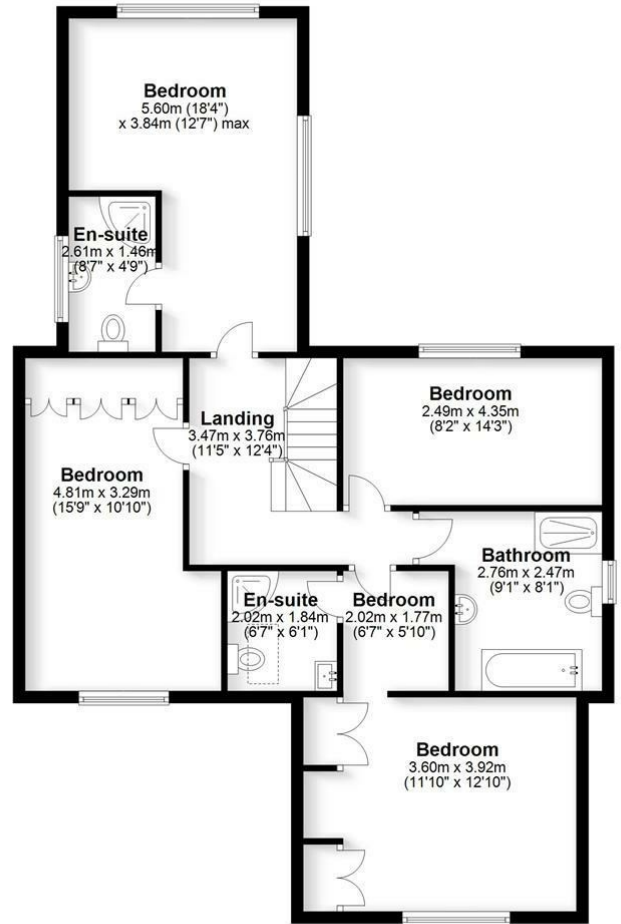 Bedroom
5.60m (18'4")
x 3.84m (12'7") max
En-suite
2.61m x 1.46m
(8'7" x 4'9")
Bedroom
2.49m x 4.35m
(8'2" x 14'3")
Landing
3.47m x 3.76m
(11'5" x 12'4")
Bedroom
4.81m x 3.29m
(15'9" x 10'10")
Bathroom
2.76m x 2.47m
(9'1" x 8'1")
En-suite
2.02m x 1.84m
(6'7" x 6'1")
Bedroom
2.02m x 1.77m
(6'7" x 5'10")
Bedroom
3.60m x 3.92m
(11'10" x 12'10")